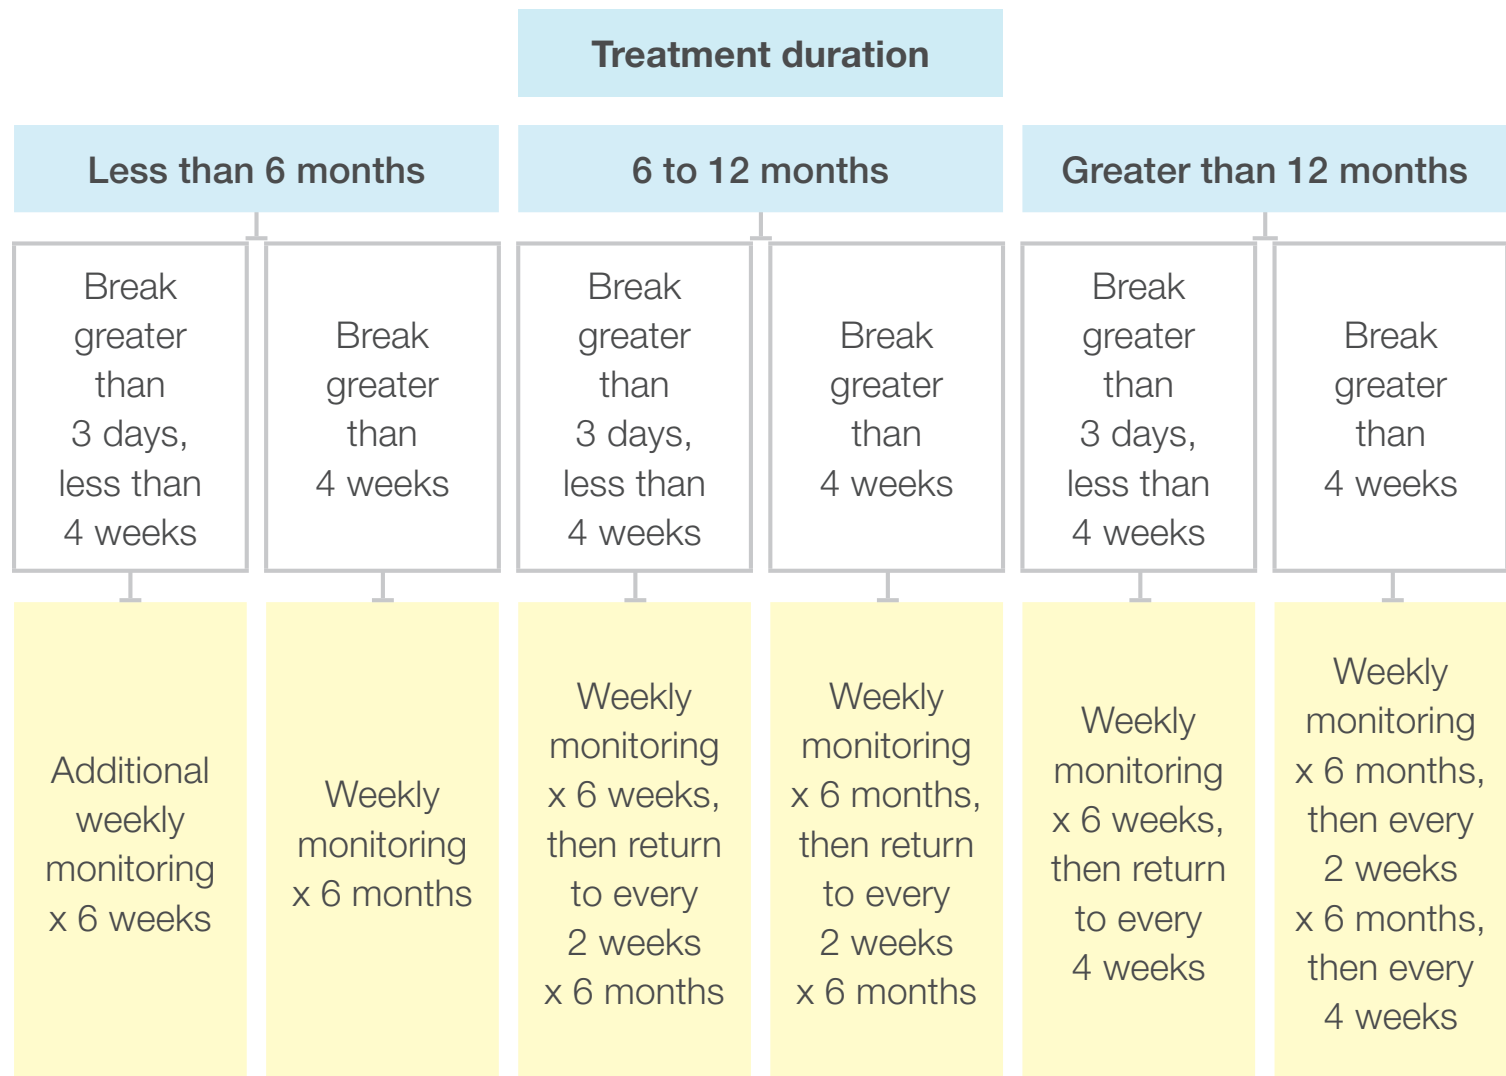 Treatment duration
Less than 6 months
6 to 12 months
Greater than 12 months
Break
greater
than
3 days,
less than
4 weeks
Break
greater
than
4 weeks
Break
greater
than
3 days,
less than
4 weeks
Break
greater
than
4 weeks
Break
greater
than
3 days,
less than
4 weeks
Break
greater
than
4 weeks
Additional
weekly
monitoring
x 6 weeks
Weekly
monitoring
x 6 months
Weekly
monitoring
x 6 weeks,
then return
to every
2 weeks
x 6 months
Weekly
monitoring
x 6 months,
then return
to every
2 weeks
x 6 months
Weekly
monitoring
x 6 weeks,
then return
to every
4 weeks
Weekly
monitoring
x 6 months,
then every
2 weeks
x 6 months,
then every
4 weeks